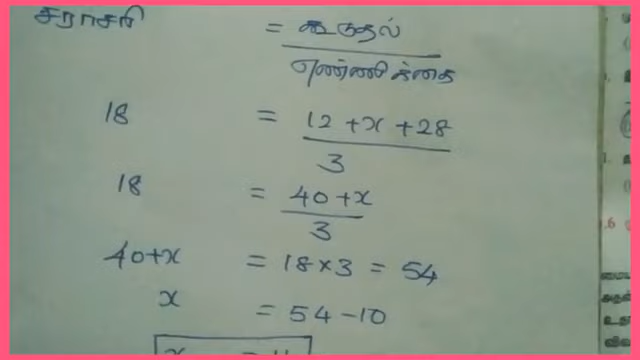 சராசரி = கூடுதல் / எண்ணிக்கை
18 = 12 + x + 28 / 3
18 = 40 + x / 3
40 + x = 18 × 3 = 54
x = 54 - 10